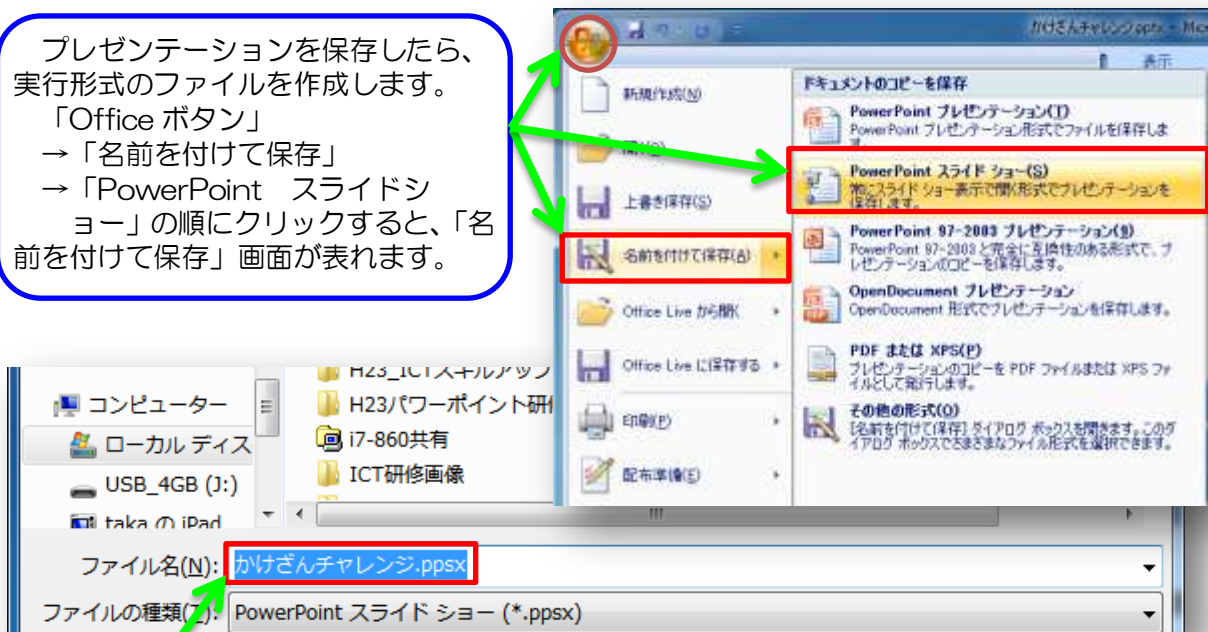 プレゼンテーションを保存したら、
実行形式のファイルを作成します。
「Office ボタン」
→「名前を付けて保存」
→「PowerPoint　スライドシ
ョー」の順にクリックすると、「名
前を付けて保存」画面が表れます。
かけざんチャレンジ.pptx - Micr
表示
新規作成(N)
開く(O)
上書き保存(S)
名前を付けて保存(A)
Office Live から開く
Office Live に保存する
印刷(P)
配布準備(E)
ドキュメントのコピーを保存
PowerPoint プレゼンテーション(T)
PowerPoint プレゼンテーション形式でファイルを保存しま
す。
PowerPoint スライド ショー(S)
常にスライド ショー表示で開く形式でプレゼンテーションを
保存します。
PowerPoint 97-2003 プレゼンテーション(9)
PowerPoint 97-2003 と完全に互換性のある形式で、プ
レゼンテーションのコピーを保存します。
OpenDocument プレゼンテーション
OpenDocument 形式でプレゼンテーションを保存します。
PDF または XPS(P)
プレゼンテーションのコピーを PDF ファイルまたは XPS ファ
イルとして発行します。
その他の形式(O)
[名前を付けて保存] ダイアログ ボックスを開きます。このダ
イアログ ボックスでさまざまなファイル形式を選択できます。
コンピューター
ローカル ディス
USB_4GB (J:)
taka の iPad
H23_ICTスキルアップ
H23パワーポイント研
i7-860共有
ICT研修画像
ファイル名(N): かけざんチャレンジ.ppsx
ファイルの種類(T): PowerPoint スライド ショー (*.ppsx)